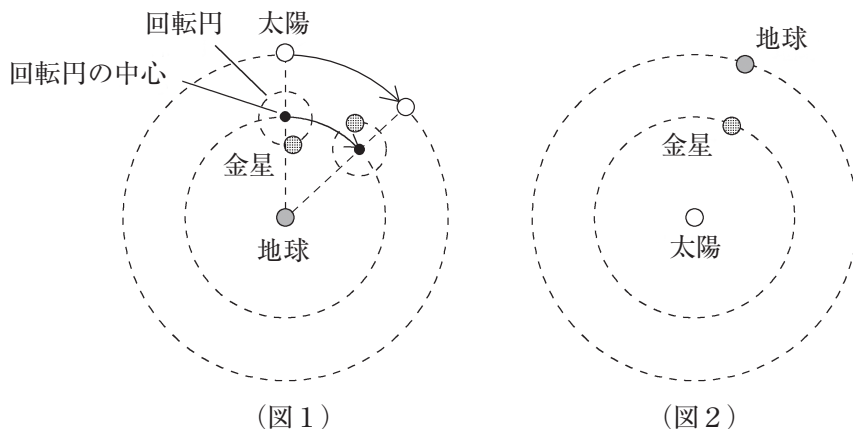 回転円
太陽
回転円の中心
金星
地球
(図1)
地球
金星
太陽
(図2)